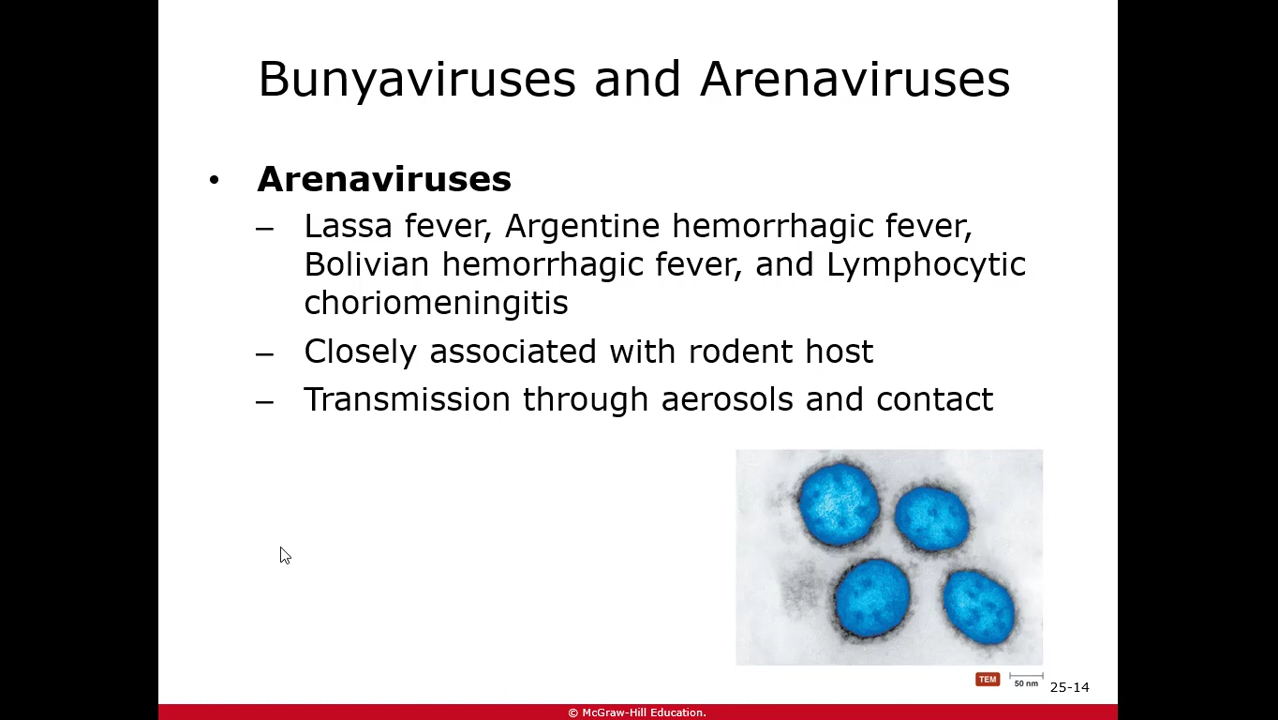 Bunyaviruses and Arenaviruses
• Arenaviruses
– Lassa fever, Argentine hemorrhagic fever,
Bolivian hemorrhagic fever, and Lymphocytic
choriomeningitis
– Closely associated with rodent host
– Transmission through aerosols and contact
TEM
50 nm
25-14
© McGraw-Hill Education.